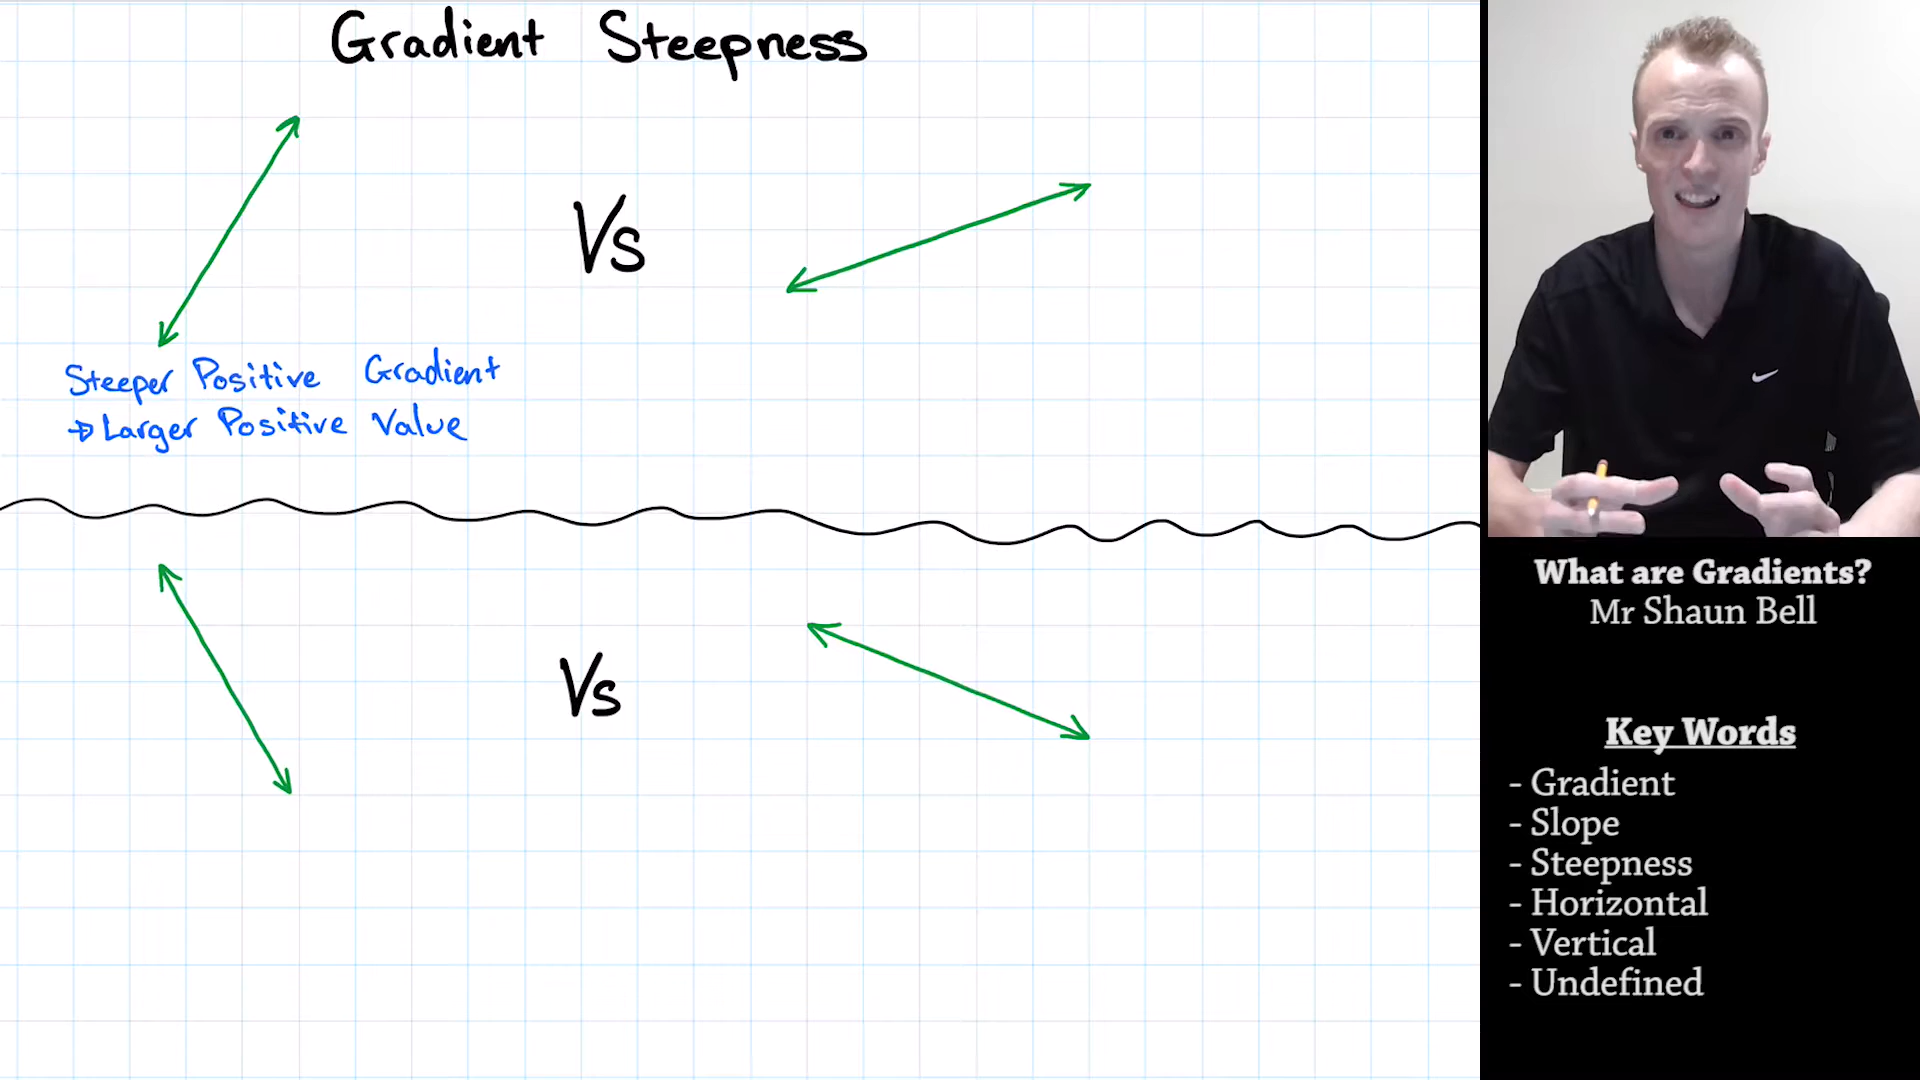 Gradient Steepness
Vs
Steeper Positive Gradient
→ Larger Positive Value
Vs
What are Gradients?
Mr Shaun Bell
Key Words
- Gradient
- Slope
- Steepness
- Horizontal
- Vertical
- Undefined